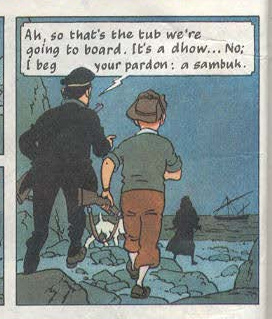 Ah, so that's the tub we're
going to board. It's a dhow... No;
I beg your pardon: a sambuk.